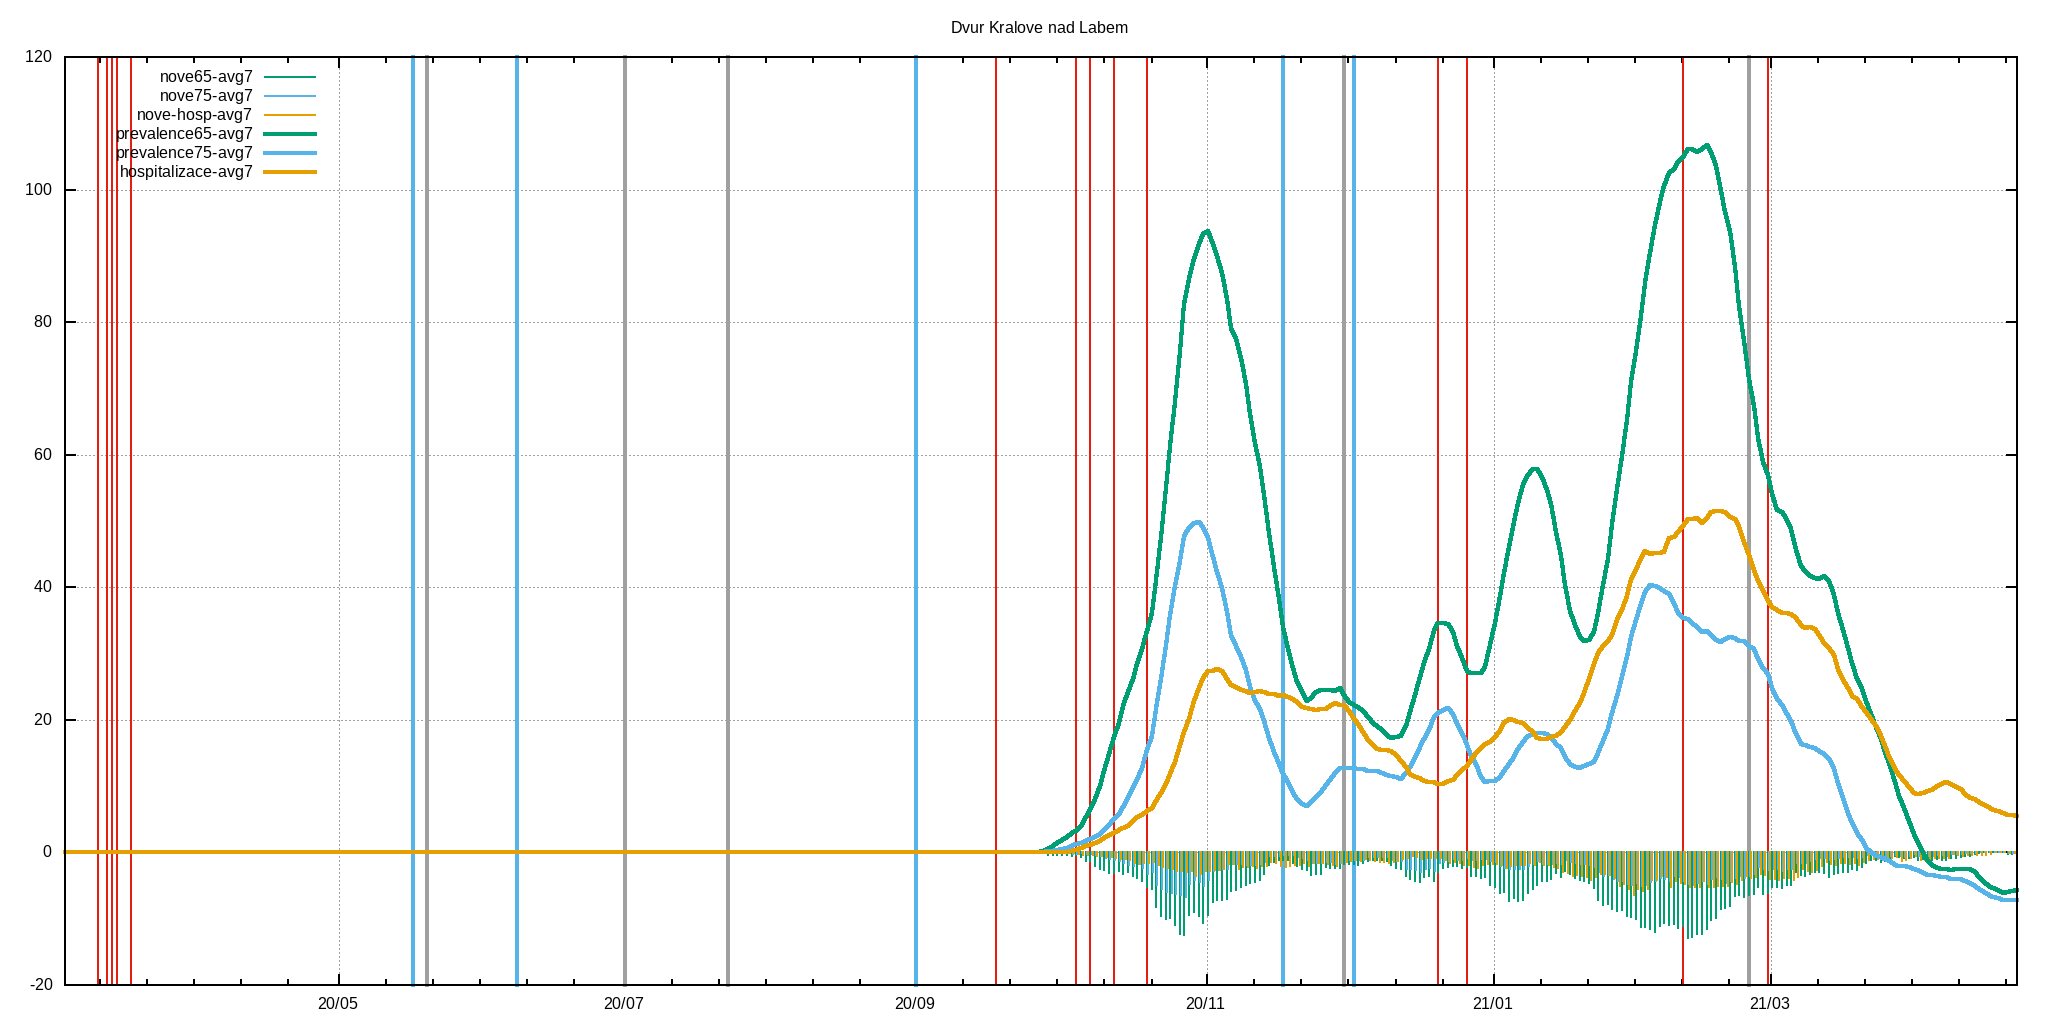 Dvur Kralove nad Labem
120
100
80
60
40
20
0
-20
nove65-avg7
nove75-avg7
nove-hosp-avg7
prevalence65-avg7
prevalence75-avg7
hospitalizace-avg7
20/05 20/07 20/09 20/11 21/01 21/03